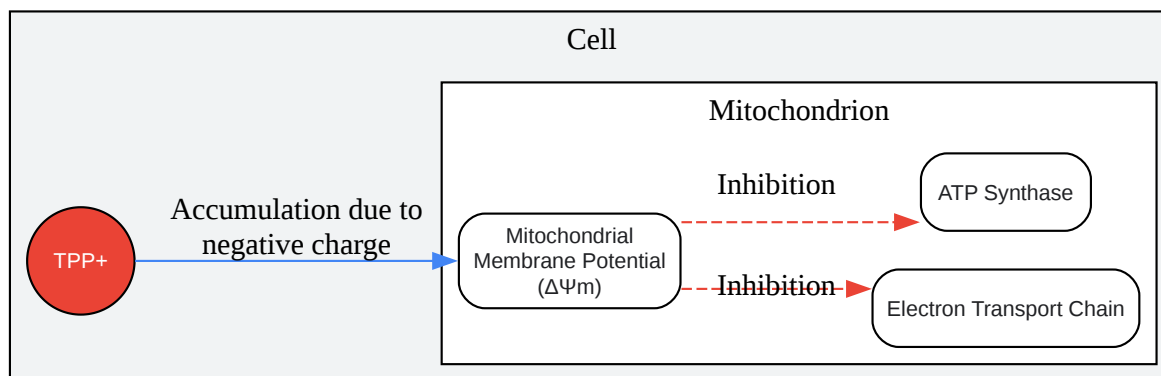 Cell
Mitochondrion
Inhibition
ATP Synthase
Accumulation due to
negative charge
TPP+
Mitochondrial
Membrane Potential
(ΔΨm)
Inhibition
Electron Transport Chain